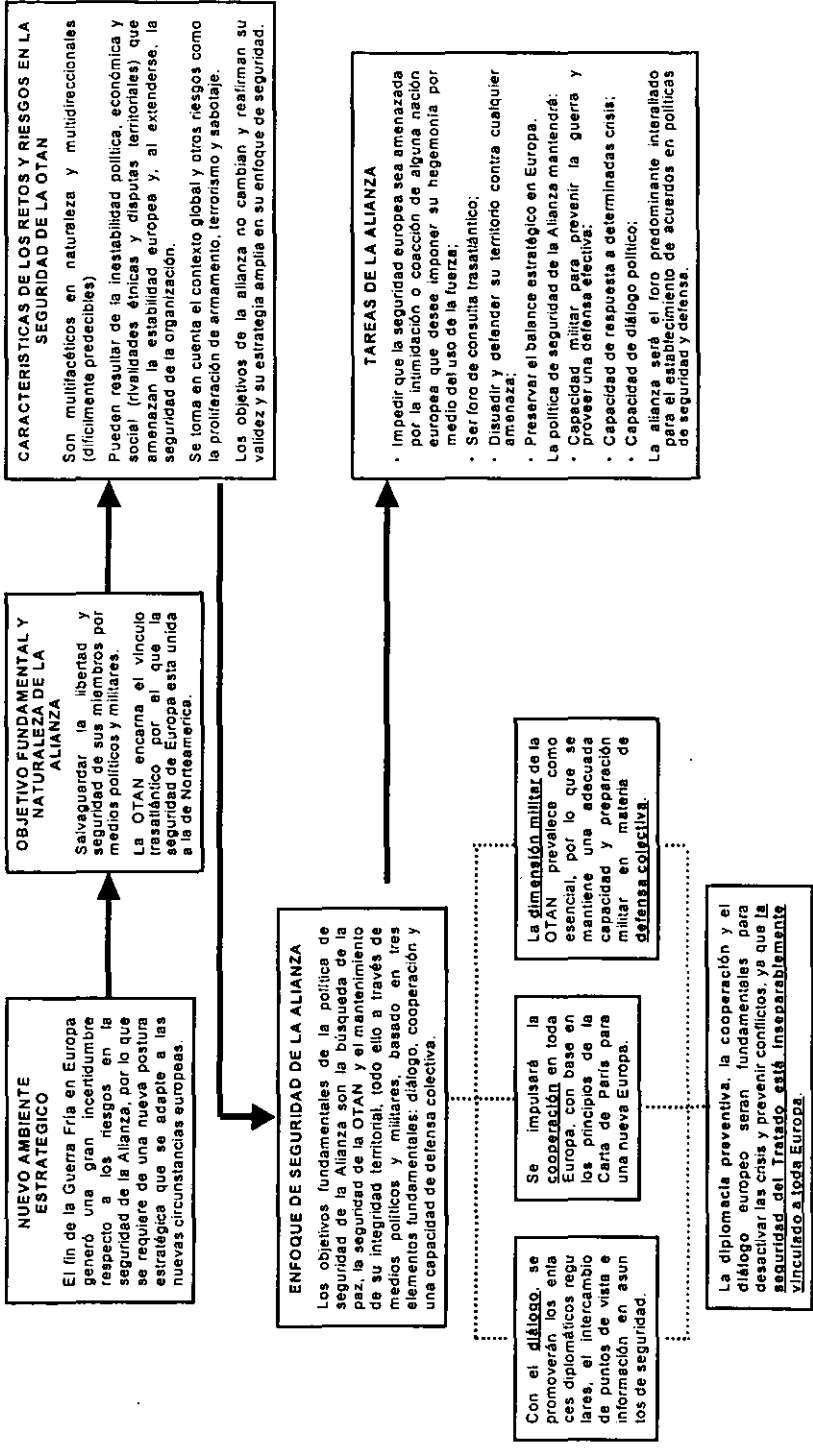 NUEVO AMBIENTE
ESTRATEGICO
El fin de la Guerra Fría en Europa
generó una gran incertidumbre
respecto a los riesgos en la
seguridad de la Alianza, por lo que
se requiere de una nueva postura
estratégica que se adapte a las
nuevas circunstancias europeas.
OBJETIVO FUNDAMENTAL Y
NATURALEZA DE LA
ALIANZA
Salvaguardar la libertad y
seguridad de sus miembros por
medios políticos y militares.
La OTAN encarna el vínculo
trasatlántico por el que la
seguridad de Europa esta unida
a la de Norteamerica.
CARACTERISTICAS DE LOS RETOS Y RIESGOS EN LA
SEGURIDAD DE LA OTAN
Son multifacéticos en naturaleza y multidireccionales
(difícilmente predecibles)
Pueden resultar de la inestabilidad política, económica y
social (rivalidades étnicas y disputas territoriales) que
amenazan la estabilidad europea y, al extenderse, la
seguridad de la organización.
Se toma en cuenta el contexto global y otros riesgos como
la proliferación de armamento, terrorismo y sabotaje.
Los objetivos de la alianza no cambian y reafirman su
validez y su estrategia amplia en su enfoque de seguridad.
ENFOQUE DE SEGURIDAD DE LA ALIANZA
Los objetivos fundamentales de la política de
seguridad de la Alianza son la búsqueda de la
paz, la seguridad de la OTAN y el mantenimiento
de su integridad territorial, todo ello a través de
medios políticos y militares, basado en tres
elementos fundamentales: diálogo, cooperación y
una capacidad de defensa colectiva.
TAREAS DE LA ALIANZA
· Impedir que la seguridad europea sea amenazada
por la intimidación o coacción de alguna nación
europea que desee imponer su hegemonía por
medio del uso de la fuerza;
· Ser foro de consulta trasatlántico;
· Disuadir y defender su territorio contra cualquier
amenaza;
· Preservar el balance estratégico en Europa.
La política de seguridad de la Alianza mantendrá:
· Capacidad militar para prevenir la guerra y
proveer una defensa efectiva;
· Capacidad de respuesta a determinadas crisis;
· Capacidad de diálogo político;
La alianza será el foro predominante interaliado
para el establecimiento de acuerdos en políticas
de seguridad y defensa.
Con el diálogo, se
promoverán los enla
ces diplomáticos regu
lares, el intercambio
de puntos de vista e
información en asun
tos de seguridad.
Se impulsará la
cooperación en toda
Europa, con base en
los principios de la
Carta de París para
una nueva Europa.
La dimensión militar de la
OTAN prevalece como
esencial, por lo que se
mantiene una adecuada
capacidad y preparación
militar en materia de
defensa colectiva.
La diplomacia preventiva, la cooperación y el
diálogo europeo seran fundamentales para
desactivar las crisis y prevenir conflictos, ya que la
seguridad del Tratado está inseparablemente
vinculado a toda Europa.